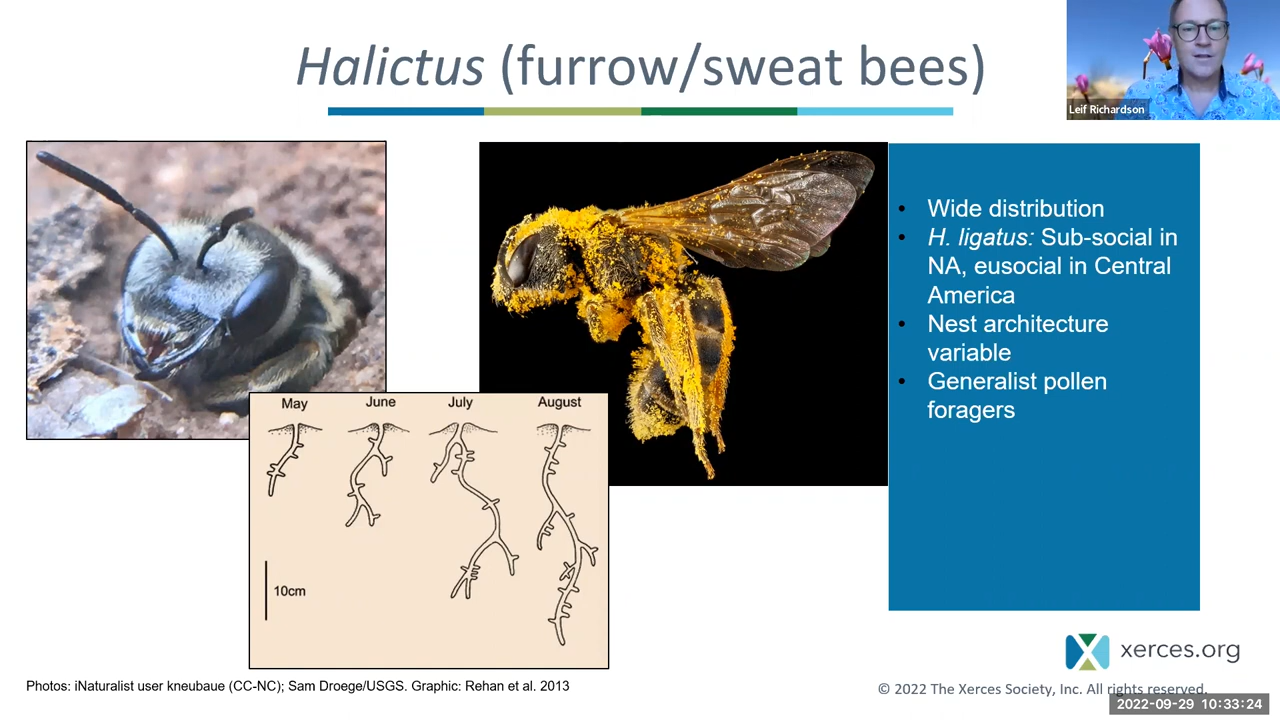 Halictus (furrow/sweat bees)
Leif Richardson
• Wide distribution
• H. ligatus: Sub-social in
NA, eusocial in Central
America
• Nest architecture
variable
• Generalist pollen
foragers
May June July August
10cm
xerces.org
Photos: iNaturalist user kneubaue (CC-NC); Sam Droege/USGS. Graphic: Rehan et al. 2013
© 2022 The Xerces Society, Inc. All rights reserved.
2022-09-29 10:33:24